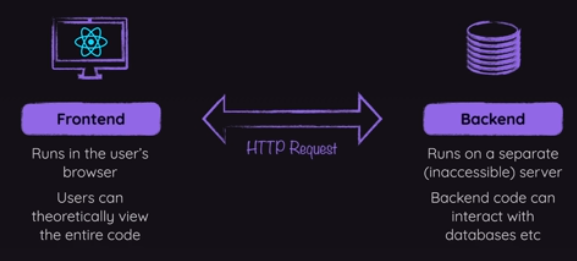 Frontend
Runs in the user's
browser
Users can
theoretically view
the entire code
HTTP Request
Backend
Runs on a separate
(inaccessible) server
Backend code can
interact with
databases etc